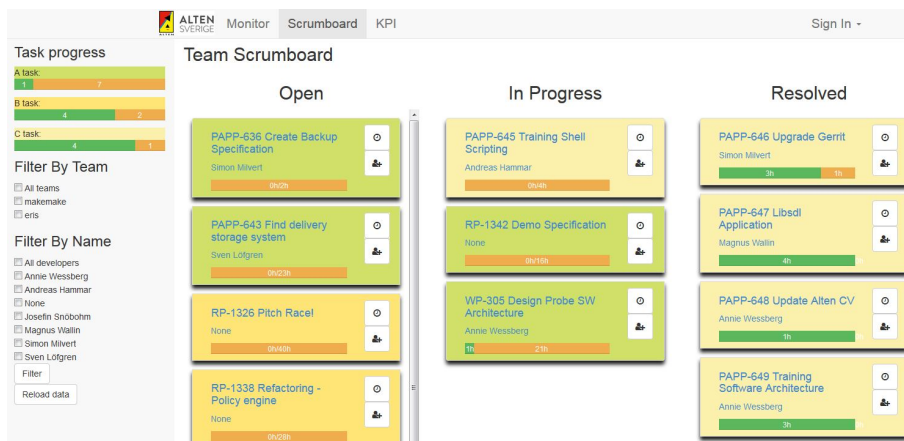 ALTEN
SVERIGE
ALTEN
Monitor
Scrumboard
KPI
Sign In
Task progress
A task:
1 7
B task:
4 2
C task:
4 1
Filter By Team
All teams
makemake
eris
Filter By Name
All developers
Annie Wessberg
Andreas Hammar
None
Josefin Snöbohm
Magnus Wallin
Simon Milvert
Sven Löfgren
Filter
Reload data
Team Scrumboard
Open
PAPP-636 Create Backup
Specification
Simon Milvert
0h/2h
PAPP-643 Find delivery
storage system
Sven Löfgren
0h/23h
RP-1326 Pitch Race!
None
0h/40h
RP-1338 Refactoring -
Policy engine
None
0h/28h
In Progress
PAPP-645 Training Shell
Scripting
Andreas Hammar
0h/4h
RP-1342 Demo Specification
None
0h/16h
WP-305 Design Probe SW
Architecture
Annie Wessberg
1h 21h
Resolved
PAPP-646 Upgrade Gerrit
Simon Milvert
3h 1h
PAPP-647 Libsdl
Application
Magnus Wallin
4h
PAPP-648 Update Alten CV
Annie Wessberg
1h
PAPP-649 Training
Software Architecture
Annie Wessberg
3h